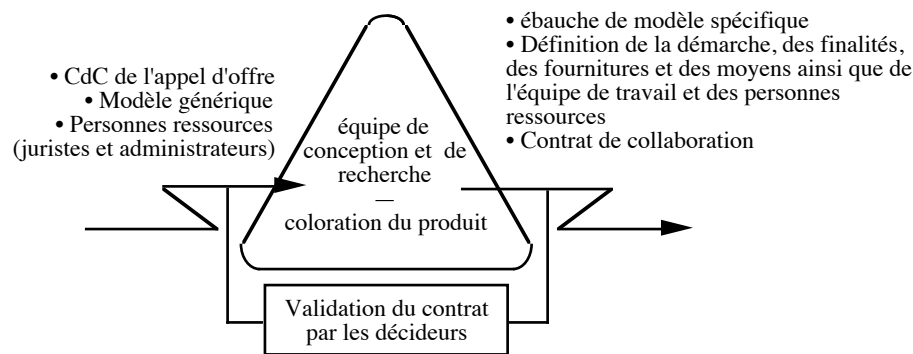 • CdC de l'appel d'offre
• Modèle générique
• Personnes ressources
(juristes et administrateurs)
équipe de
conception et de
recherche
—
coloration du produit
• ébauche de modèle spécifique
• Définition de la démarche, des finalités,
des fournitures et des moyens ainsi que de
l'équipe de travail et des personnes
ressources
• Contrat de collaboration
Validation du contrat
par les décideurs